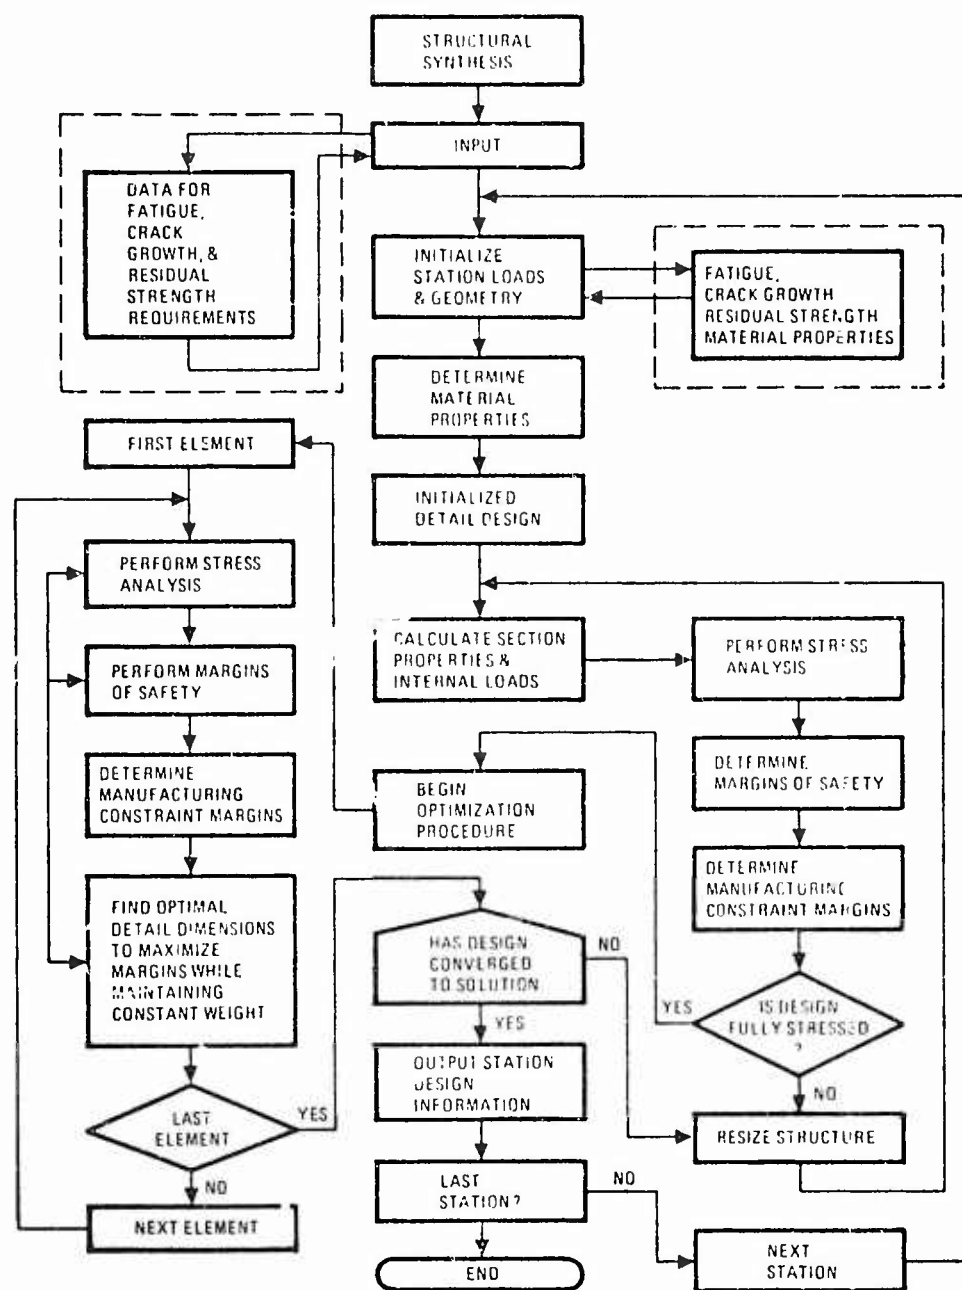 STRUCTURAL
SYNTHESIS
INPUT
DATA FOR
FATIGUE,
CRACK
GROWTH, &
RESIDUAL
STRENGTH
REQUIREMENTS
INITIALIZE
STATION LOADS
& GEOMETRY
FATIGUE,
CRACK GROWTH
RESIDUAL STRENGTH
MATERIAL PROPERTIES
DETERMINE
MATERIAL
PROPERTIES
FIRST ELEMENT
INITIALIZED
DETAIL DESIGN
PERFORM STRESS
ANALYSIS
CALCULATE SECTION
PROPERTIES &
INTERNAL LOADS
PERFORM STRESS
ANALYSIS
PERFORM MARGINS
OF SAFETY
DETERMINE
MARGINS OF SAFETY
DETERMINE
MANUFACTURING
CONSTRAINT MARGINS
BEGIN
OPTIMIZATION
PROCEDURE
DETERMINE
MANUFACTURING
CONSTRAINT MARGINS
FIND OPTIMAL
DETAIL DIMENSIONS
TO MAXIMIZE
MARGINS WHILE
MAINTAINING
CONSTANT WEIGHT
HAS DESIGN
CONVERGED
TO SOLUTION
NO
YES
YES
IS DESIGN
FULLY STRESSED
?
NO
OUTPUT STATION
DESIGN
INFORMATION
LAST
ELEMENT
YES
RESIZE STRUCTURE
NO
LAST
STATION?
NO
NEXT ELEMENT
END
NEXT
STATION